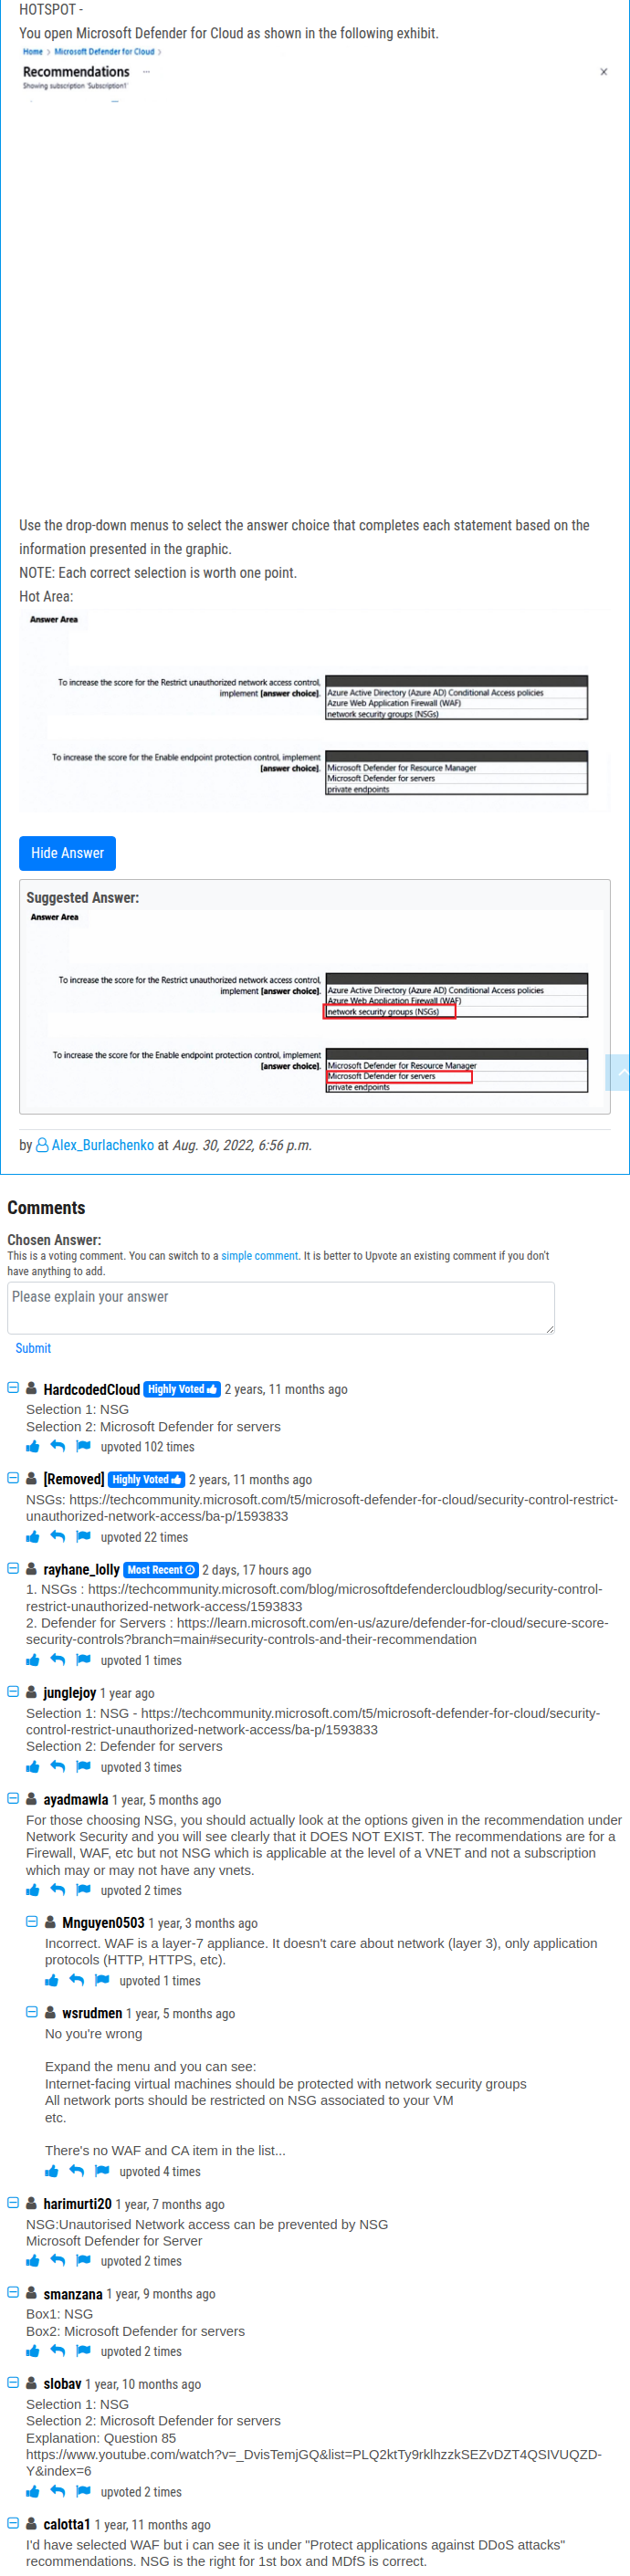 HOTSPOT -
You open Microsoft Defender for Cloud as shown in the following exhibit.
Home > Microsoft Defender for Cloud >
Recommendations ... ×
Showing subscription 'Subscription1'
Use the drop-down menus to select the answer choice that completes each statement based on the
information presented in the graphic.
NOTE: Each correct selection is worth one point.
Hot Area:
Answer Area
To increase the score for the Restrict unauthorized network access control,
implement [answer choice].
Azure Active Directory (Azure AD) Conditional Access policies
Azure Web Application Firewall (WAF)
network security groups (NSGs)
To increase the score for the Enable endpoint protection control, implement
[answer choice].
Microsoft Defender for Resource Manager
Microsoft Defender for servers
private endpoints
Hide Answer
Suggested Answer:
Answer Area
To increase the score for the Restrict unauthorized network access control,
implement [answer choice].
Azure Active Directory (Azure AD) Conditional Access policies
Azure Web Application Firewall (WAF)
network security groups (NSGs)
To increase the score for the Enable endpoint protection control, implement
[answer choice].
Microsoft Defender for Resource Manager
Microsoft Defender for servers
private endpoints
by Alex_Burlachenko at Aug. 30, 2022, 6:56 p.m.
Comments
Chosen Answer:
This is a voting comment. You can switch to a simple comment. It is better to Upvote an existing comment if you don't
have anything to add.
Please explain your answer
Submit
HardcodedCloud Highly Voted 2 years, 11 months ago
Selection 1: NSG
Selection 2: Microsoft Defender for servers
upvoted 102 times
[Removed] Highly Voted 2 years, 11 months ago
NSGs: https://techcommunity.microsoft.com/t5/microsoft-defender-for-cloud/security-control-restrict-
unauthorized-network-access/ba-p/1593833
upvoted 22 times
rayhane_lolly Most Recent 2 days, 17 hours ago
1. NSGs : https://techcommunity.microsoft.com/blog/microsoftdefendercloudblog/security-control-
restrict-unauthorized-network-access/1593833
2. Defender for Servers : https://learn.microsoft.com/en-us/azure/defender-for-cloud/secure-score-
security-controls?branch=main#security-controls-and-their-recommendation
upvoted 1 times
junglejoy 1 year ago
Selection 1: NSG - https://techcommunity.microsoft.com/t5/microsoft-defender-for-cloud/security-
control-restrict-unauthorized-network-access/ba-p/1593833
Selection 2: Defender for servers
upvoted 3 times
ayadmawla 1 year, 5 months ago
For those choosing NSG, you should actually look at the options given in the recommendation under
Network Security and you will see clearly that it DOES NOT EXIST. The recommendations are for a
Firewall, WAF, etc but not NSG which is applicable at the level of a VNET and not a subscription
which may or may not have any vnets.
upvoted 2 times
Mnguyen0503 1 year, 3 months ago
Incorrect. WAF is a layer-7 appliance. It doesn't care about network (layer 3), only application
protocols (HTTP, HTTPS, etc).
upvoted 1 times
wsrudmen 1 year, 5 months ago
No you're wrong
Expand the menu and you can see:
Internet-facing virtual machines should be protected with network security groups
All network ports should be restricted on NSG associated to your VM
etc.
There's no WAF and CA item in the list...
upvoted 4 times
harimurti20 1 year, 7 months ago
NSG:Unautorised Network access can be prevented by NSG
Microsoft Defender for Server
upvoted 2 times
smanzana 1 year, 9 months ago
Box1: NSG
Box2: Microsoft Defender for servers
upvoted 2 times
slobav 1 year, 10 months ago
Selection 1: NSG
Selection 2: Microsoft Defender for servers
Explanation: Question 85
https://www.youtube.com/watch?v=_DvisTemjGQ&list=PLQ2ktTy9rklhzzkSEZvDZT4QSIVUQZD-
Y&index=6
upvoted 2 times
calotta1 1 year, 11 months ago
I'd have selected WAF but i can see it is under "Protect applications against DDoS attacks"
recommendations. NSG is the right for 1st box and MDfS is correct.